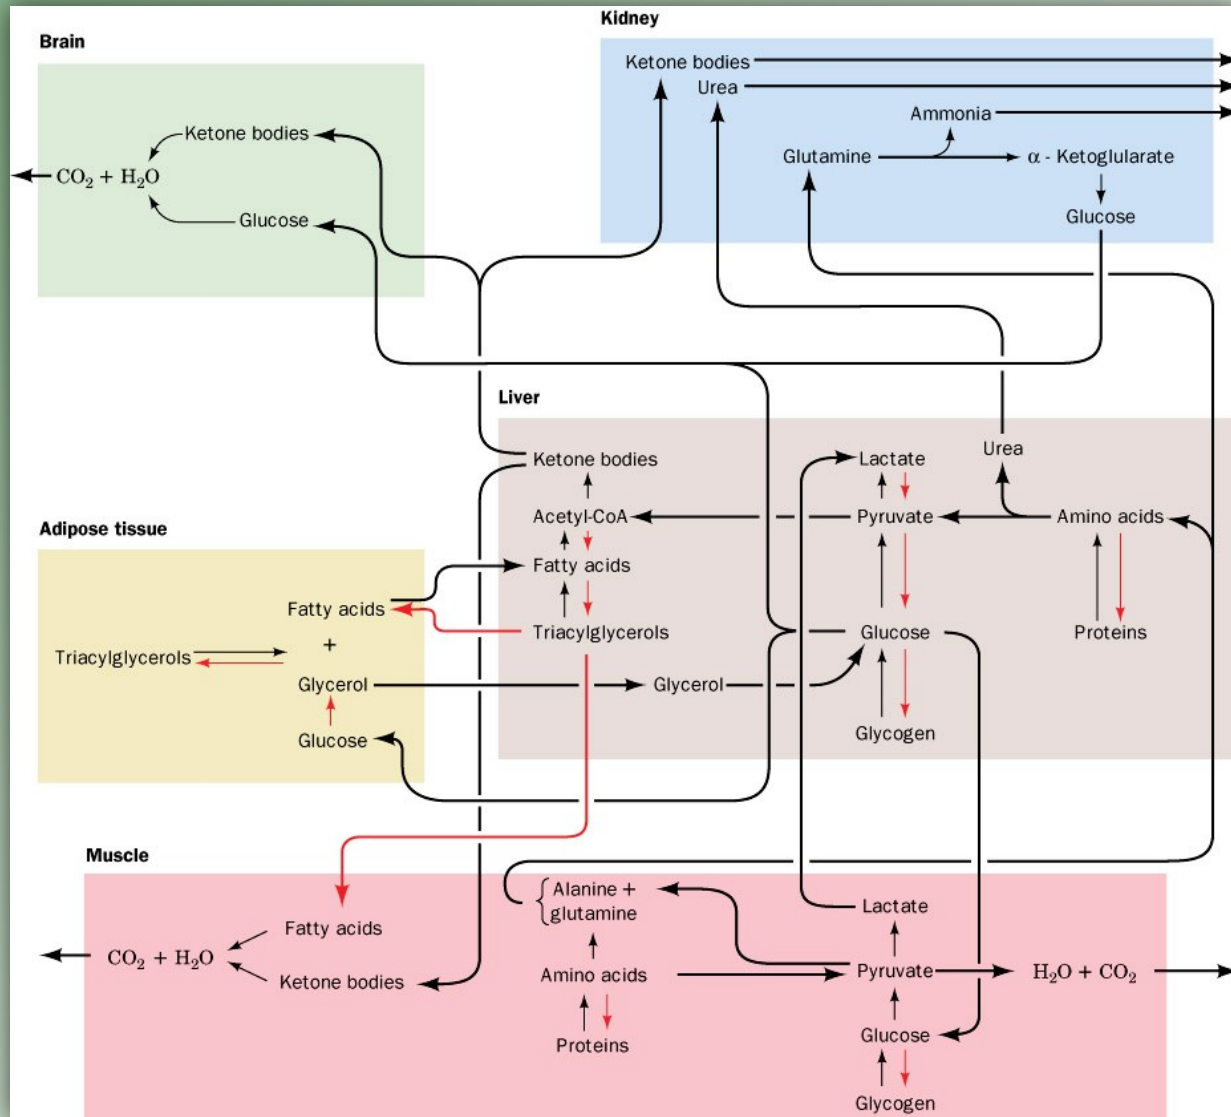 Kidney
Brain
Ketone bodies
Urea
Ammonia
Ketone bodies
Glutamine
α - Ketoglularate
CO₂ + H₂O
Glucose
Glucose
Liver
Urea
Ketone bodies
Lactate
Acetyl-CoA
Pyruvate
Amino acids
Adipose tissue
Fatty acids
Fatty acids
+
Triacylglycerols
Glucose
Proteins
Triacylglycerols
Glycerol
Glycerol
Glucose
Glycogen
Muscle
Alanine +
glutamine
Lactate
Fatty acids
CO₂ + H₂O
Amino acids
Pyruvate
H₂O + CO₂
Ketone bodies
Glucose
Proteins
Glycogen